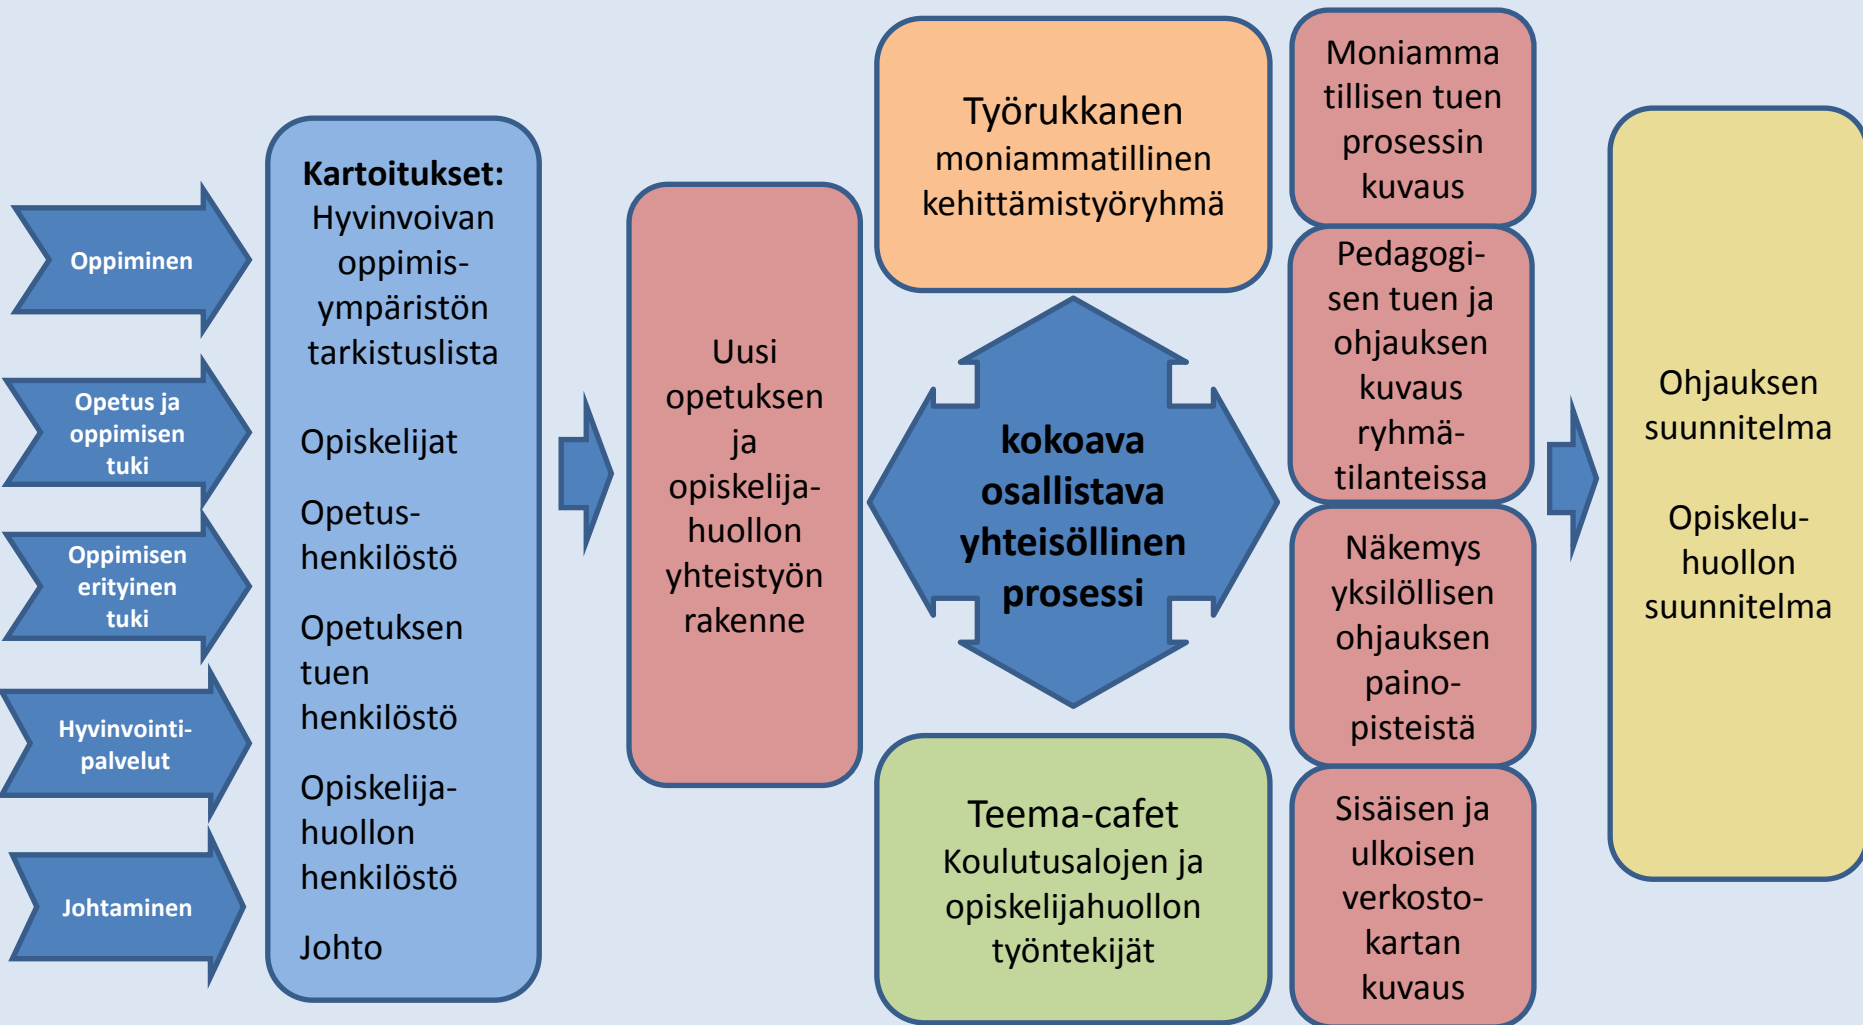 Oppiminen
Opetus ja
oppimisen
tuki
Oppimisen
erityinen
tuki
Hyvinvointi-
palvelut
Johtaminen
Kartoitukset:
Hyvinvoivan
oppimis-
ympäristön
tarkistuslista
Opiskelijat
Opetus-
henkilöstö
Opetuksen
tuen
henkilöstö
Opiskelija-
huollon
henkilöstö
Johto
Uusi
opetuksen
ja
opiskelija-
huollon
yhteistyön
rakenne
Työrukkanen
moniammatillinen
kehittämistyöryhmä
kokoava
osallistava
yhteisöllinen
prosessi
Teema-cafet
Koulutusalojen ja
opiskelijahuollon
työntekijät
Moniamma
tillisen tuen
prosessin
kuvaus
Pedagogi-
sen tuen ja
ohjauksen
kuvaus
ryhmä-
tilanteissa
Näkemys
yksilöllisen
ohjauksen
paino-
pisteistä
Sisäisen ja
ulkoisen
verkosto-
kartan
kuvaus
Ohjauksen
suunnitelma
Opiskelu-
huollon
suunnitelma